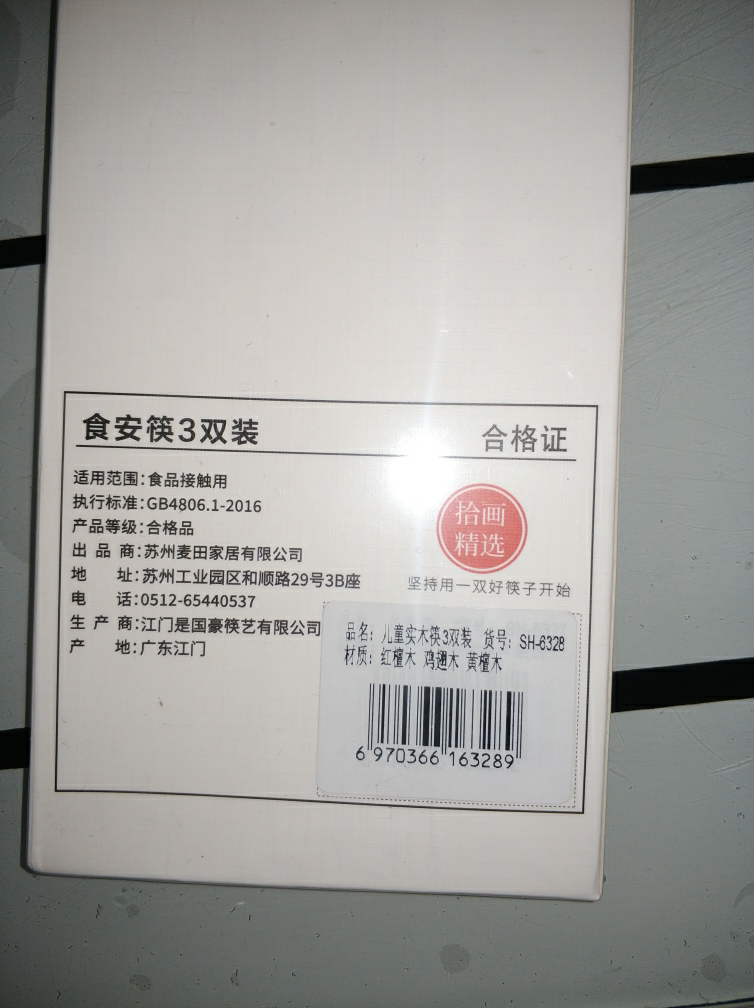 食安筷3双装
合格证
适用范围:食品接触用
执行标准:GB4806.1-2016
产品等级:合格品
出品商:苏州麦田家居有限公司
地址:苏州工业园区和顺路29号3B座
电话:0512-65440537
生产商:江门是国豪筷艺有限公司
产地:广东江门
拾画
精选
坚持用一双好筷子开始
品名: 儿童实木筷3双装 货号: SH-6328
材质: 红檀木 鸡翅木 黄檀木
6 970366 163289